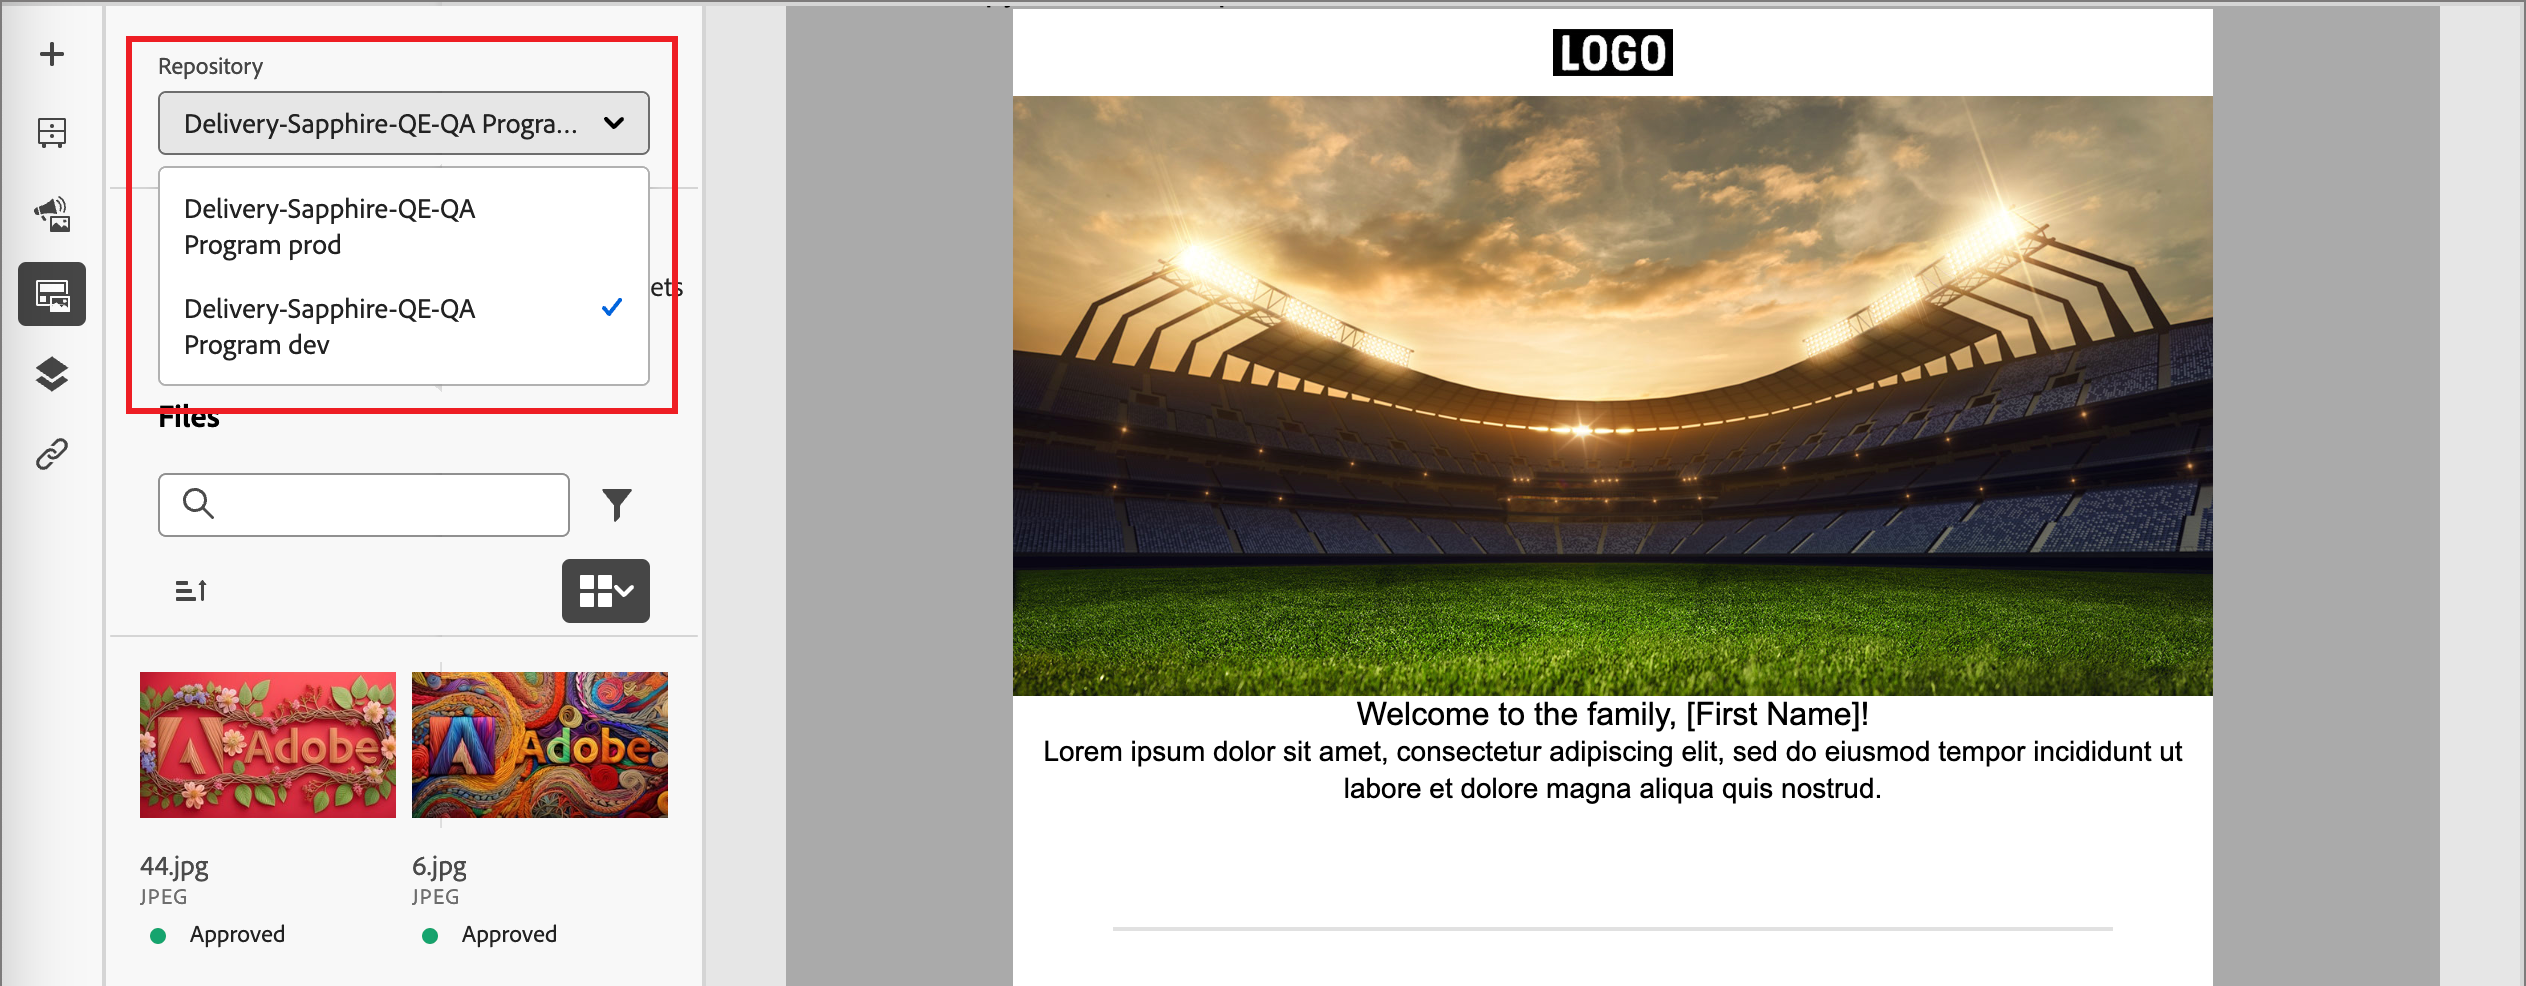 Repository
Delivery-Sapphire-QE-QA Progra...
Delivery-Sapphire-QE-QA
Program prod
Delivery-Sapphire-QE-QA
Program dev
ets
Files
Adobe
Adobe
44.jpg
JPEG
Approved
6.jpg
JPEG
Approved
LOGO
Welcome to the family, [First Name]!
Lorem ipsum dolor sit amet, consectetur adipiscing elit, sed do eiusmod tempor incididunt ut
labore et dolore magna aliqua quis nostrud.